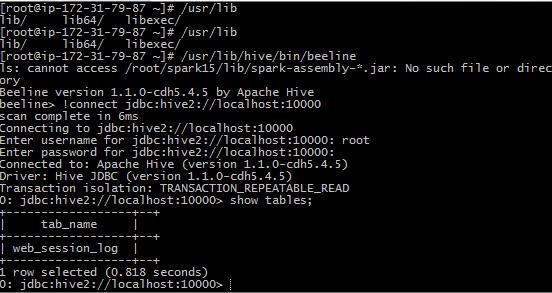 [root@ip-172-31-79-87 ~]# /usr/lib
lib/     lib64/   libexec/
[root@ip-172-31-79-87 ~]# /usr/lib
lib/     lib64/   libexec/
[root@ip-172-31-79-87 ~]# /usr/lib/hive/bin/beeline
ls: cannot access /root/spark15/lib/spark-assembly-*.jar: No such file or direc
ory
Beeline version 1.1.0-cdh5.4.5 by Apache Hive
beeline> !connect jdbc:hive2://localhost:10000
scan complete in 6ms
Connecting to jdbc:hive2://localhost:10000
Enter username for jdbc:hive2://localhost:10000: root
Enter password for jdbc:hive2://localhost:10000:
Connected to: Apache Hive (version 1.1.0-cdh5.4.5)
Driver: Hive JDBC (version 1.1.0-cdh5.4.5)
Transaction isolation: TRANSACTION_REPEATABLE_READ
0: jdbc:hive2://localhost:10000> show tables;
+------------------+--+
|     tab_name     |
+------------------+--+
| web_session_log  |
+------------------+--+
1 row selected (0.818 seconds)
0: jdbc:hive2://localhost:10000>